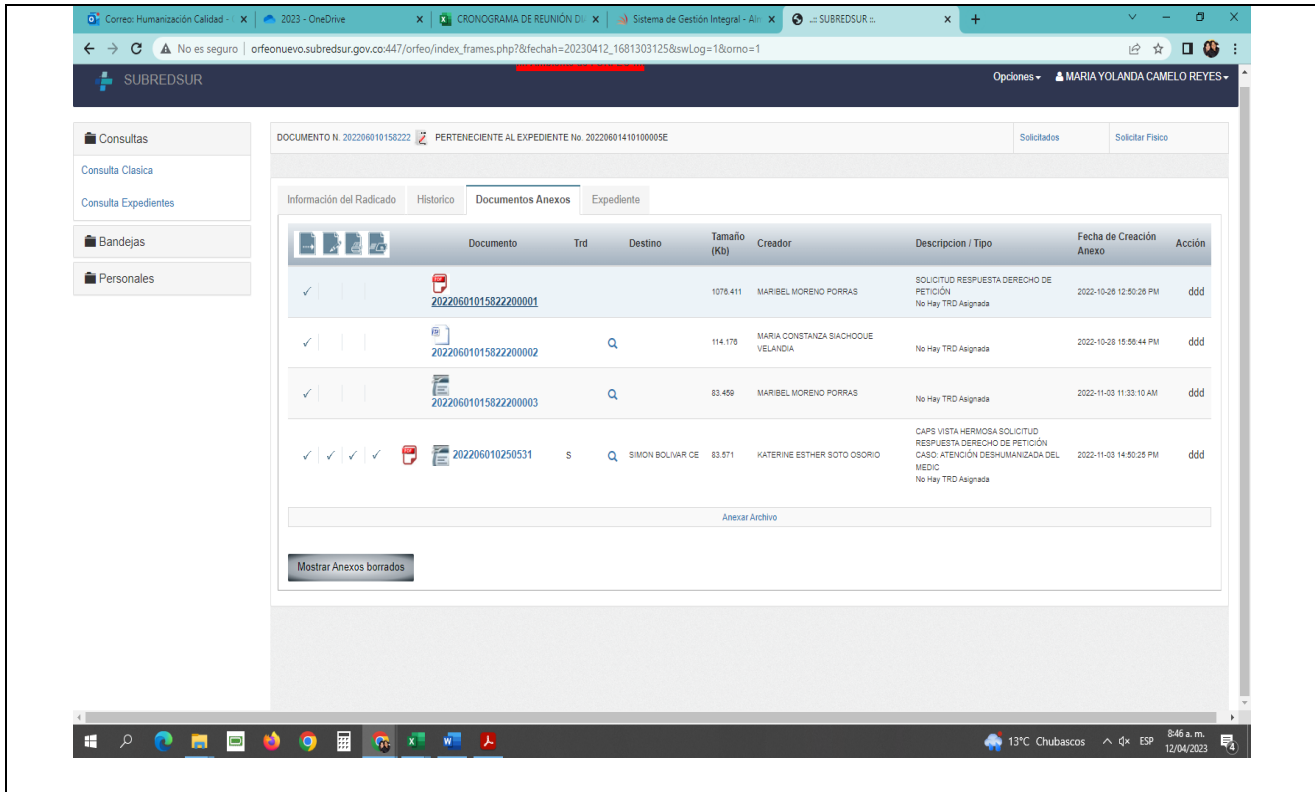 Correo: Humanización Calidad - 
2023 - OneDrive
CRONOGRAMA DE REUNIÓN DI
Sistema de Gestión Integral - Alm
..:: SUBREDSUR ::.
No es seguro
orfeonuevo.subredsur.gov.co:447/orfeo/index_frames.php?&fechah=20230412_1681303125&swLog=1&orno=1
SUBREDSUR
Opciones
MARIA YOLANDA CAMELO REYES
Consultas
Consulta Clasica
Consulta Expedientes
Bandejas
Personales
DOCUMENTO N. 202206010158222 PERTENECIENTE AL EXPEDIENTE No. 20220601410100005E
Solicitados
Solicitar Fisico
Información del Radicado
Historico
Documentos Anexos
Expediente
Documento
Trd
Destino
Tamaño
(Kb)
Creador
Descripcion / Tipo
Fecha de Creación
Anexo
Acción
20220601015822200001
1076.411
MARIBEL MORENO PORRAS
SOLICITUD RESPUESTA DERECHO DE
PETICIÓN
No Hay TRD Asignada
2022-10-26 12:50:26 PM
ddd
20220601015822200002
114.176
MARIA CONSTANZA SIACHOQUE
VELANDIA
No Hay TRD Asignada
2022-10-28 15:56:44 PM
ddd
20220601015822200003
83.459
MARIBEL MORENO PORRAS
No Hay TRD Asignada
2022-11-03 11:33:10 AM
ddd
202206010250531
S
SIMON BOLIVAR CE
83.571
KATERINE ESTHER SOTO OSORIO
CAPS VISTA HERMOSA SOLICITUD
RESPUESTA DERECHO DE PETICIÓN
CASO: ATENCIÓN DESHUMANIZADA DEL
MEDIC
No Hay TRD Asignada
2022-11-03 14:50:25 PM
ddd
Anexar Archivo
Mostrar Anexos borrados
13°C Chubascos
ESP
8:46 a. m.
12/04/2023
4